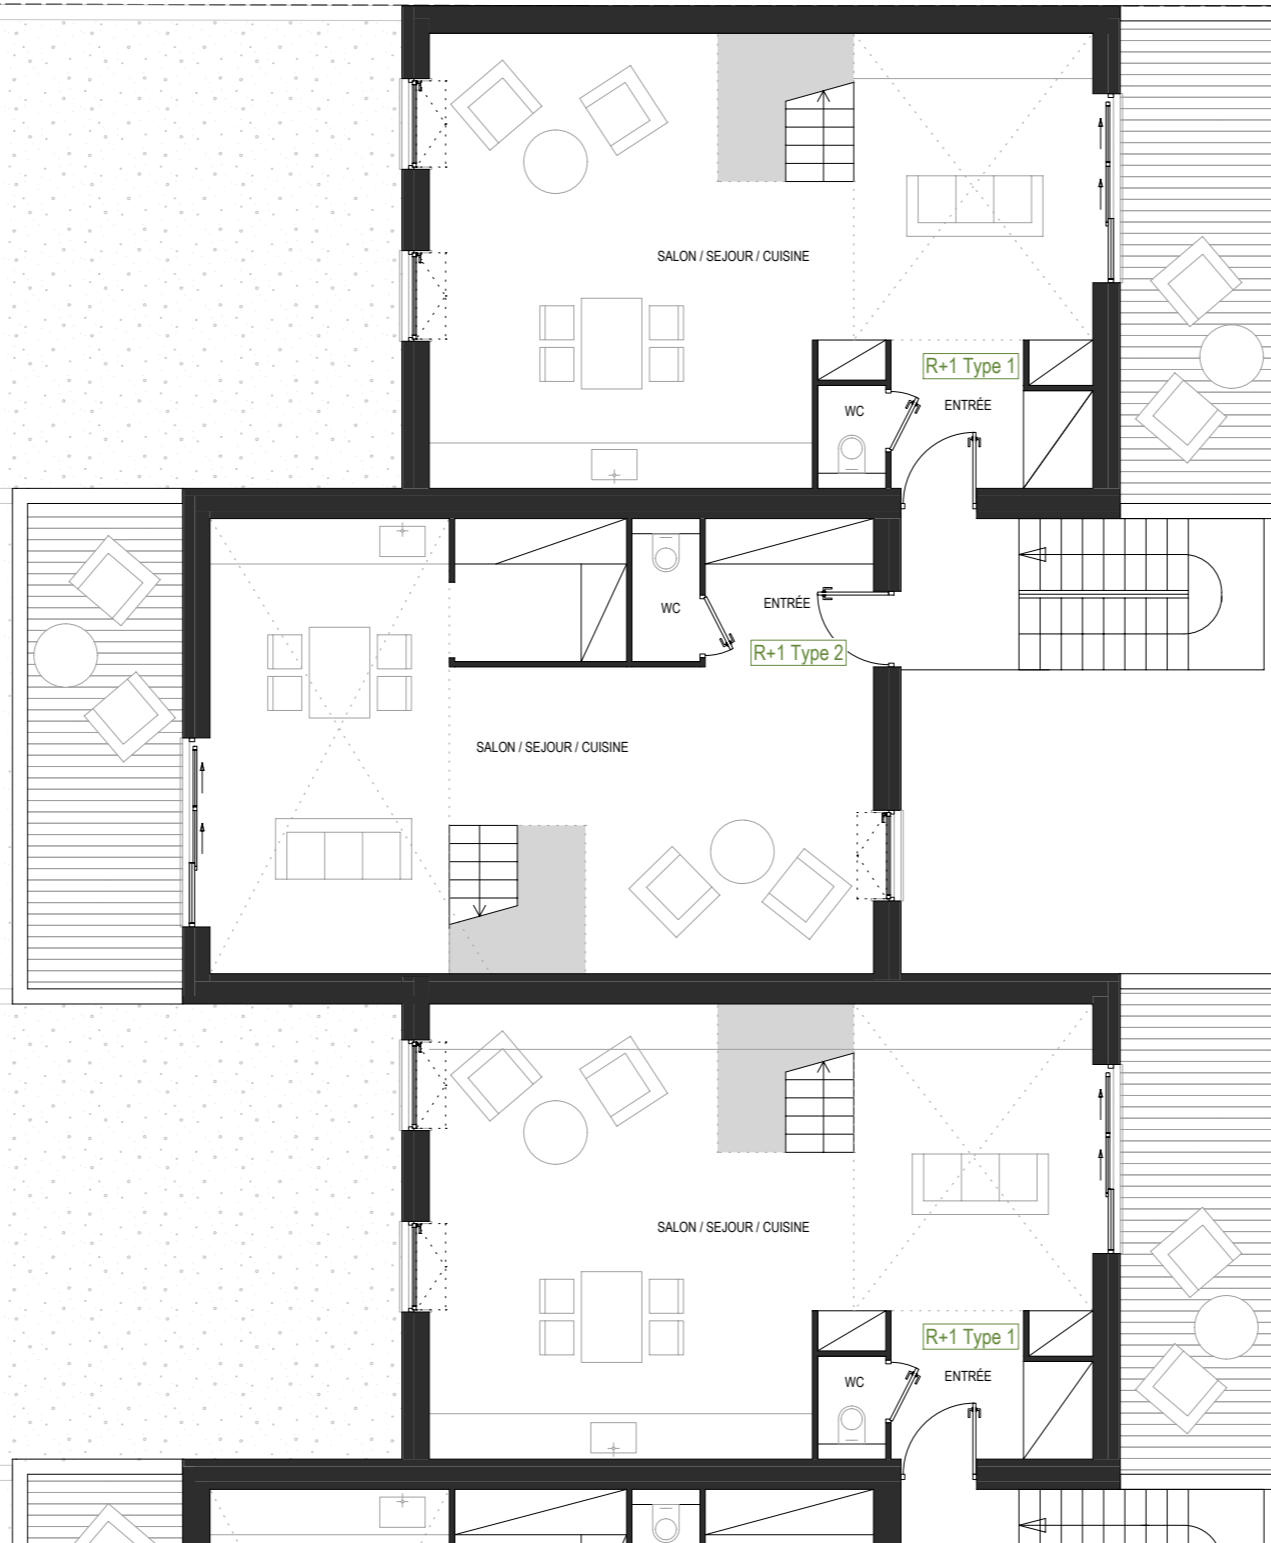 SALON / SEJOUR / CUISINE
R+1 Type 1
WC
ENTRÉE
WC
ENTRÉE
R+1 Type 2
SALON / SEJOUR / CUISINE
SALON / SEJOUR / CUISINE
R+1 Type 1
WC
ENTRÉE